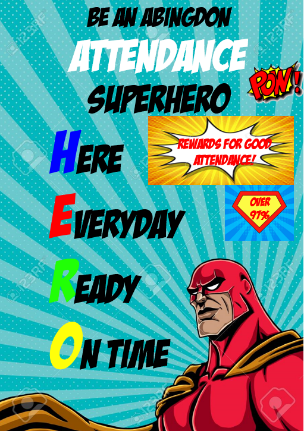 BE AN ABINGDON
ATTENDANCE
SUPERHERO
POW!
HERE
REWARDS FOR GOOD
ATTENDANCE!
EVERYDAY
OVER
97%
READY
ON TIME